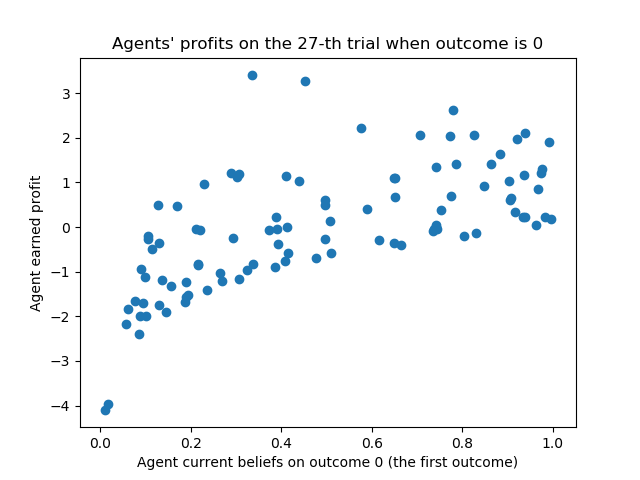 Agents' profits on the 27-th trial when outcome is 0
Agent earned profit
3
2
1
0
−1
−2
−3
−4
0.0 0.2 0.4 0.6 0.8 1.0
Agent current beliefs on outcome 0 (the first outcome)